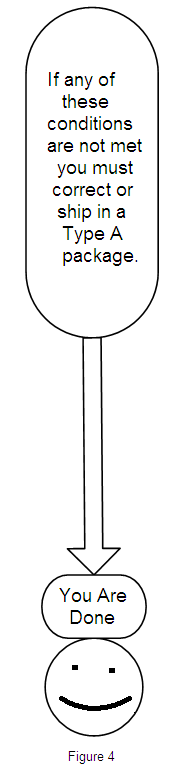 If any of
these
conditions
are not met
you must
correct or
ship in a
Type A
package.
You Are
Done
Figure 4